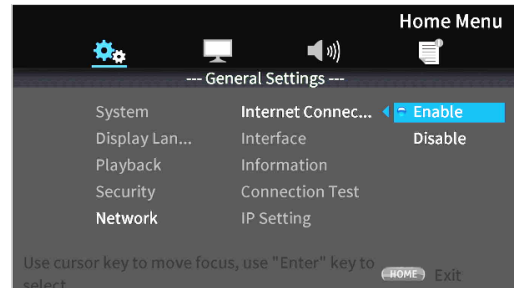 Home Menu
--- General Settings ---
System Internet Connec... Enable
Display Lan... Interface Disable
Playback Information
Security Connection Test
Network IP Setting
Use cursor key to move focus, use "Enter" key to
select
HOME Exit